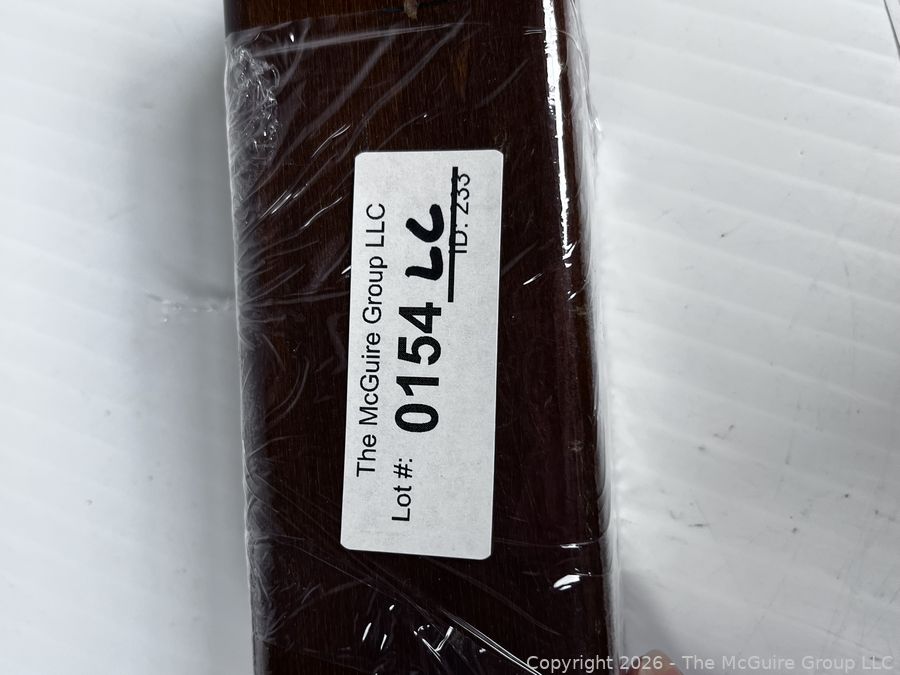 The McGuire Group LLC
Lot #: 0154 LC
ID: 233
Copyright 2026 - The McGuire Group LLC